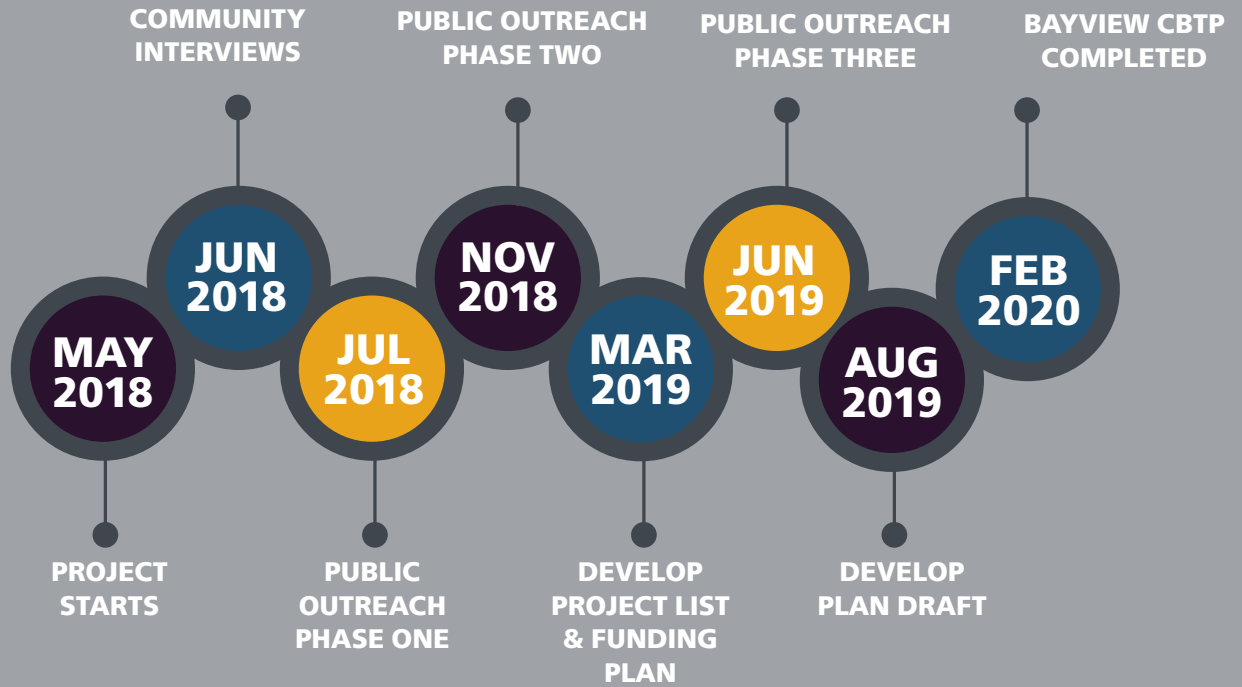 COMMUNITY
INTERVIEWS
PUBLIC OUTREACH
PHASE TWO
PUBLIC OUTREACH
PHASE THREE
BAYVIEW CBTP
COMPLETED
MAY
2018
JUN
2018
JUL
2018
NOV
2018
MAR
2019
JUN
2019
AUG
2019
FEB
2020
PROJECT
STARTS
PUBLIC
OUTREACH
PHASE ONE
DEVELOP
PROJECT LIST
& FUNDING
PLAN
DEVELOP
PLAN DRAFT